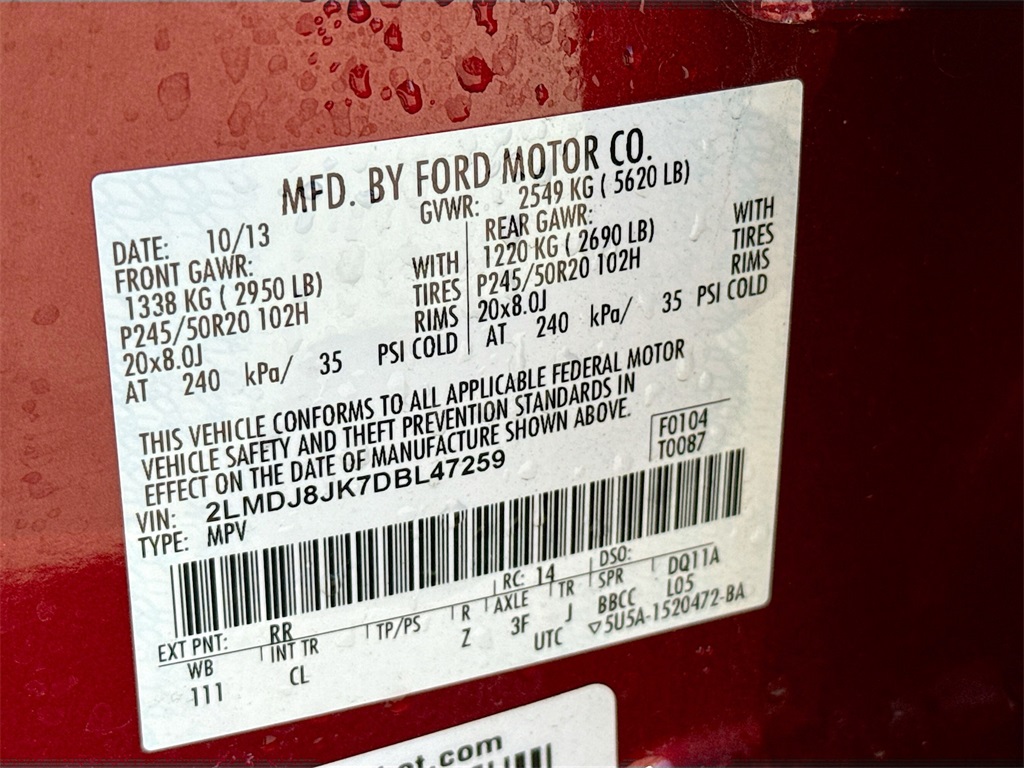 MFD. BY FORD MOTOR CO.
DATE: 10/13 GVWR: 2549 KG ( 5620 LB)
FRONT GAWR: REAR GAWR:
1338 KG ( 2950 LB) WITH 1220 KG ( 2690 LB) WITH
P245/50R20 102H TIRES P245/50R20 102H TIRES
20x8.0J RIMS 20x8.0J RIMS
AT 240 kPa/ 35 PSI COLD AT 240 kPa/ 35 PSI COLD
THIS VEHICLE CONFORMS TO ALL APPLICABLE FEDERAL MOTOR
VEHICLE SAFETY AND THEFT PREVENTION STANDARDS IN
EFFECT ON THE DATE OF MANUFACTURE SHOWN ABOVE.
F0104
T0087
VIN: 2LMDJ8JK7DBL47259
TYPE: MPV
EXT PNT: RR RC: 14 DSO:
WB INT TR TP/PS R AXLE TR SPR DQ11A
111 CL Z 3F J BBCC L05
UTC ▽5U5A-1520472-BA
.com